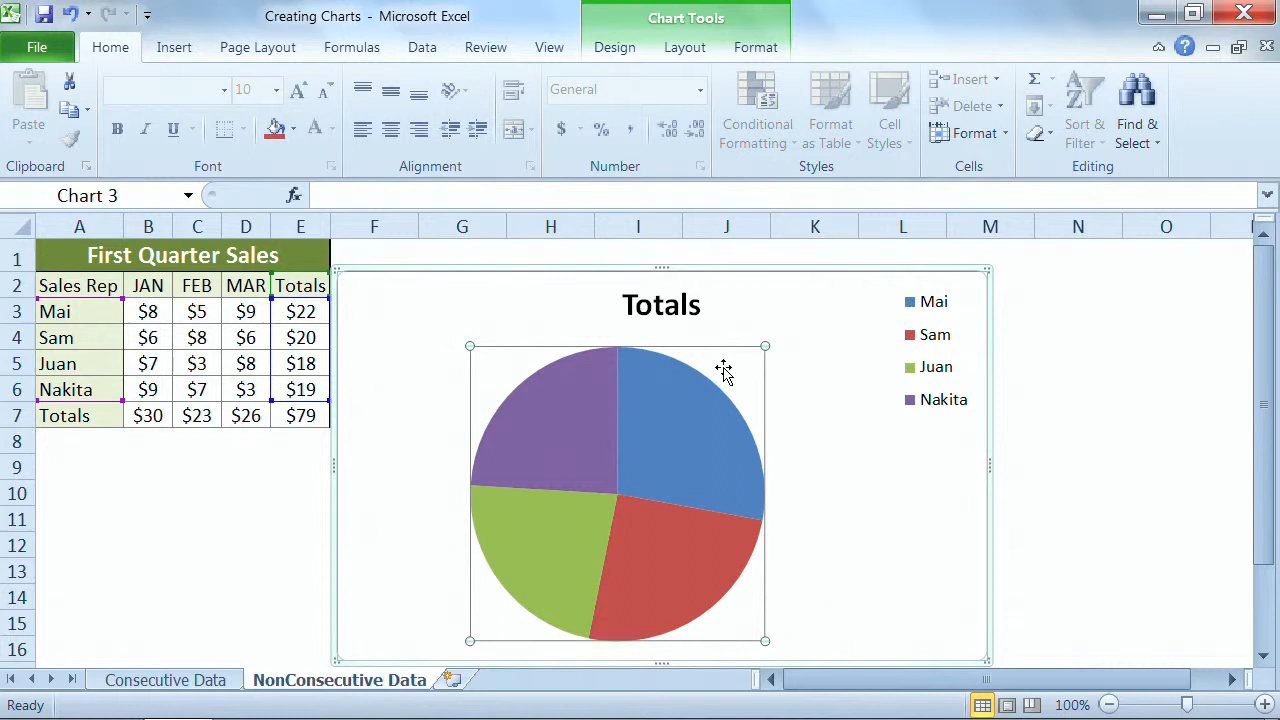 Creating Charts - Microsoft Excel
Chart Tools
File Home Insert Page Layout Formulas Data Review View Design Layout Format
Paste
Clipboard
10
B I U A
Font
Alignment
General
$ % ,
Number
Conditional Formatting
Format as Table
Cell Styles
Styles
Insert
Delete
Format
Cells
Σ
Sort & Filter
Find & Select
Editing
Chart 3
fx
A B C D E F G H I J K L M N O
1 First Quarter Sales
2 Sales Rep JAN FEB MAR Totals
3 Mai $8 $5 $9 $22
4 Sam $6 $8 $6 $20
5 Juan $7 $3 $8 $18
6 Nakita $9 $7 $3 $19
7 Totals $30 $23 $26 $79
8
9
10
11
12
13
14
15
16
Totals
Mai
Sam
Juan
Nakita
Consecutive Data NonConsecutive Data
Ready
100%